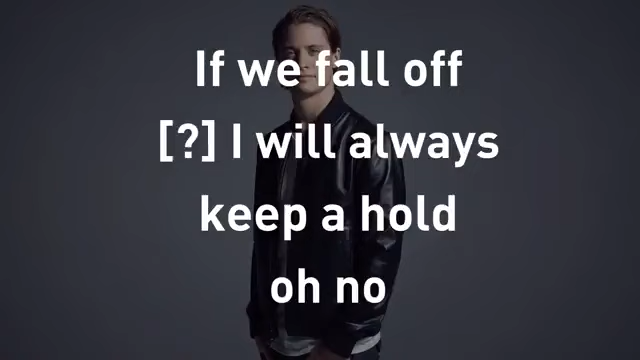 If we fall off
[?] I will always
keep a hold
oh no